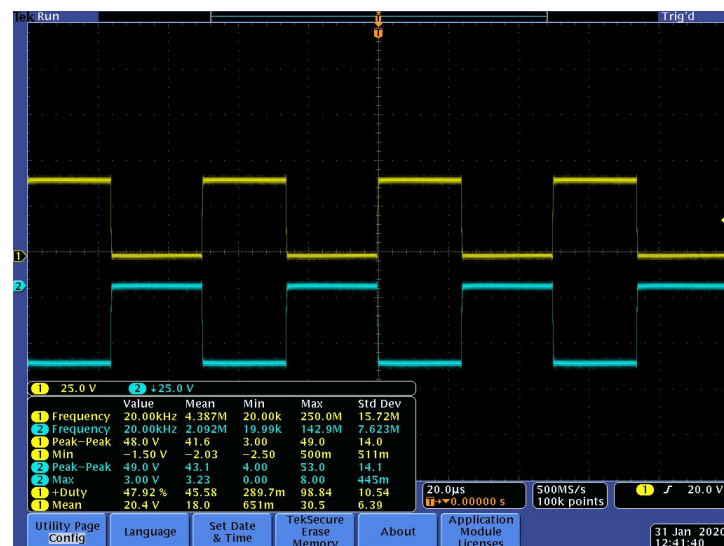 Tek Run Trig'd
T
T
1
2
1 25.0 V 2 ↓25.0 V
Value Mean Min Max Std Dev
1 Frequency 20.00kHz 4.387M 20.00k 250.0M 15.72M
2 Frequency 20.00kHz 2.092M 19.99k 142.9M 7.623M
1 Peak-Peak 48.0 V 41.6 3.00 49.0 14.0
1 Min -1.50 V -2.03 -2.50 500m 511m
2 Peak-Peak 49.0 V 43.1 4.00 53.0 14.1
2 Max 3.00 V 3.23 0.00 8.00 445m
1 +Duty 47.92 % 45.58 289.7m 98.84 10.54
1 Mean 20.4 V 18.0 651m 30.5 6.39
20.0µs
T→▾0.00000 s
500MS/s
100k points
1 ∫ 20.0 V
Utility Page
Config
Language
Set Date
& Time
TekSecure
Erase
Memory
About
Application
Module
Licenses
31 Jan 2020
12:41:40